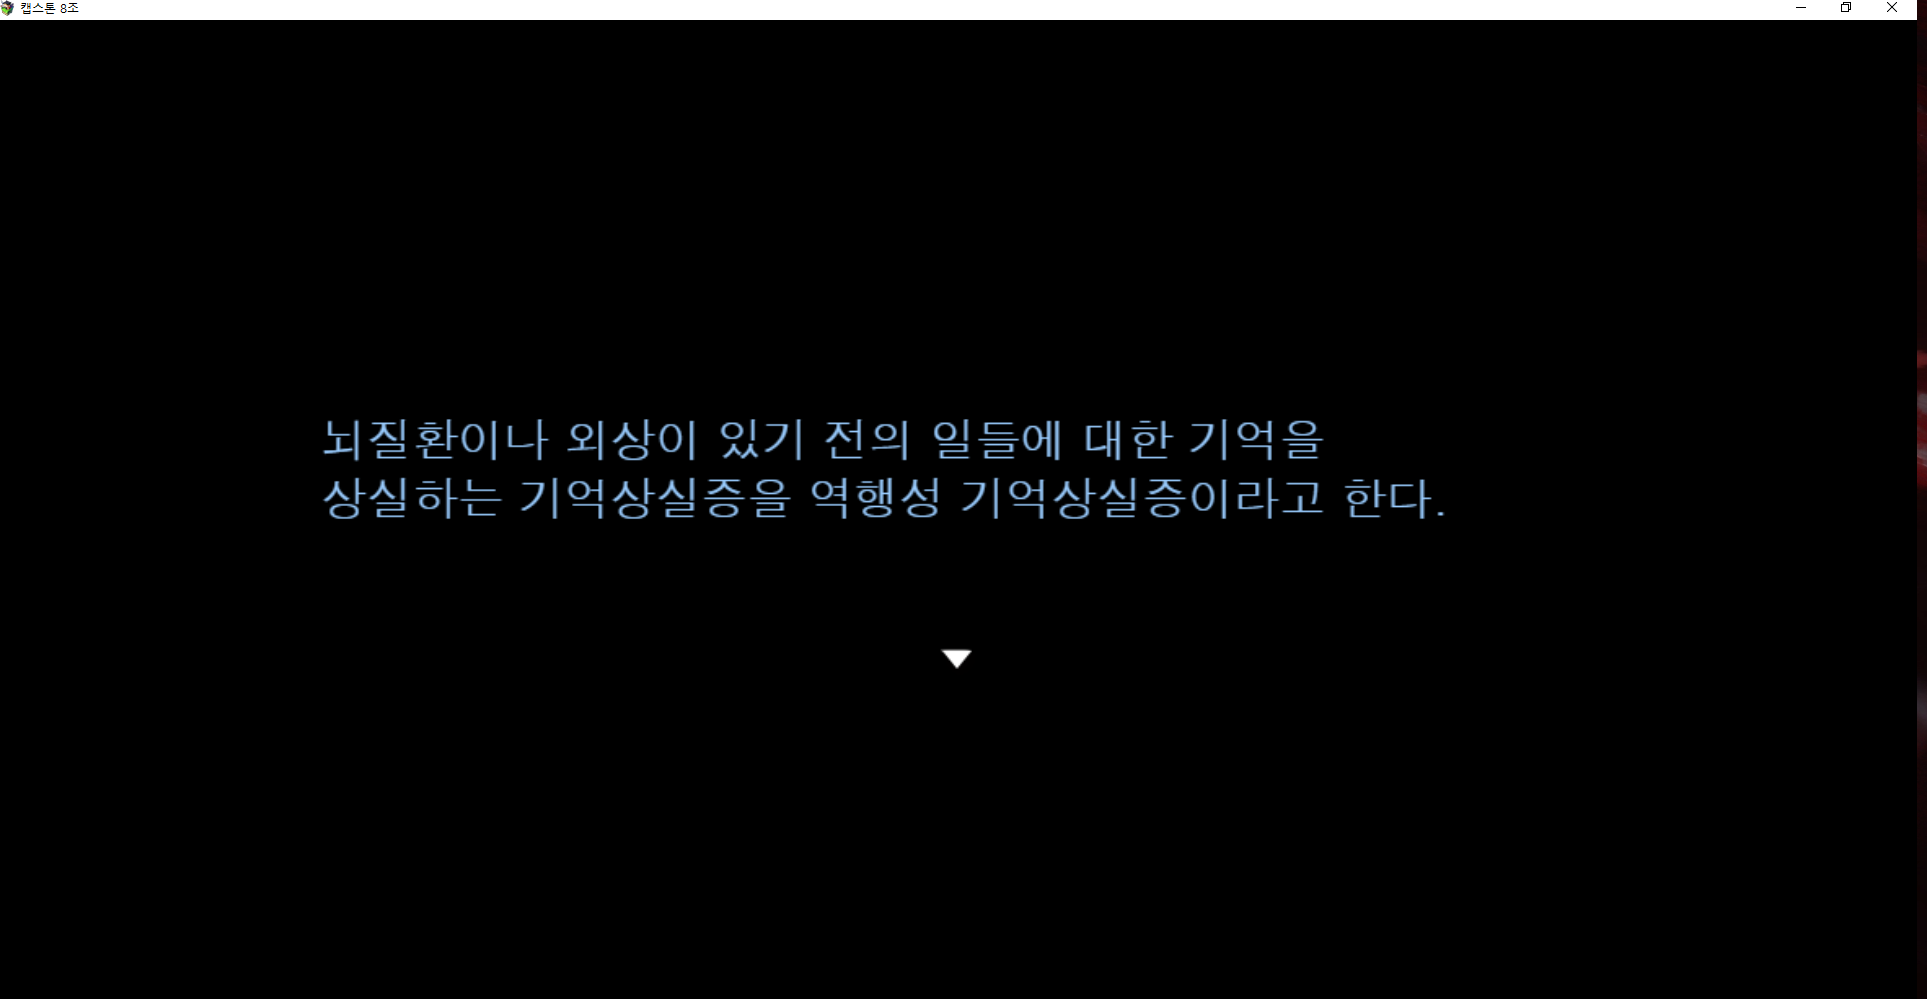 캡스톤 8조
뇌질환이나 외상이 있기 전의 일들에 대한 기억을
상실하는 기억상실증을 역행성 기억상실증이라고 한다.